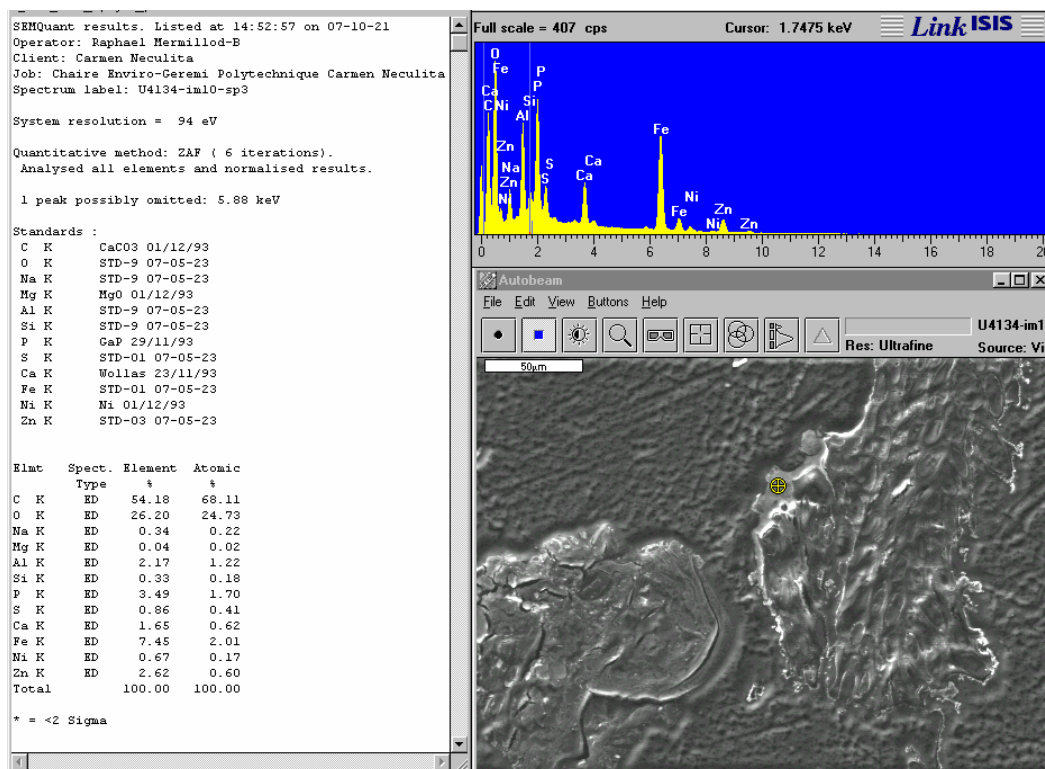 SEMQuant results. Listed at 14:52:57 on 07-10-21
Operator: Raphael Mermillod-B
Client: Carmen Neculita
Job: Chaire Enviro-Geremi Polytechnique Carmen Neculita
Spectrum label: U4134-im10-sp3
System resolution = 94 eV
Quantitative method: ZAF ( 6 iterations).
Analysed all elements and normalised results.
1 peak possibly omitted: 5.88 keV
Standards :
C K CaCO3 01/12/93
O K STD-9 07-05-23
Na K STD-9 07-05-23
Mg K MgO 01/12/93
Al K STD-9 07-05-23
Si K STD-9 07-05-23
P K GaP 29/11/93
S K STD-01 07-05-23
Ca K Wollas 23/11/93
Fe K STD-01 07-05-23
Ni K Ni 01/12/93
Zn K STD-03 07-05-23
Elmt Spect. Element Atomic
Type % %
C K ED 54.18 68.11
O K ED 26.20 24.73
Na K ED 0.34 0.22
Mg K ED 0.04 0.02
Al K ED 2.17 1.22
Si K ED 0.33 0.18
P K ED 3.49 1.70
S K ED 0.86 0.41
Ca K ED 1.65 0.62
Fe K ED 7.45 2.01
Ni K ED 0.67 0.17
Zn K ED 2.62 0.60
Total 100.00 100.00
* = <2 Sigma
Full scale = 407 cps Cursor: 1.7475 keV Link ISIS
O
Fe
P
Ca Si P
C Ni Al
Fe
Zn
Na S Ca
Zn S Ca
Ni Zn
Fe Ni Zn
0 2 4 6 8 10 12 14 16 18 20
Autobeam
File Edit View Buttons Help
U4134-im1
Res: Ultrafine Source: Vi
50µm